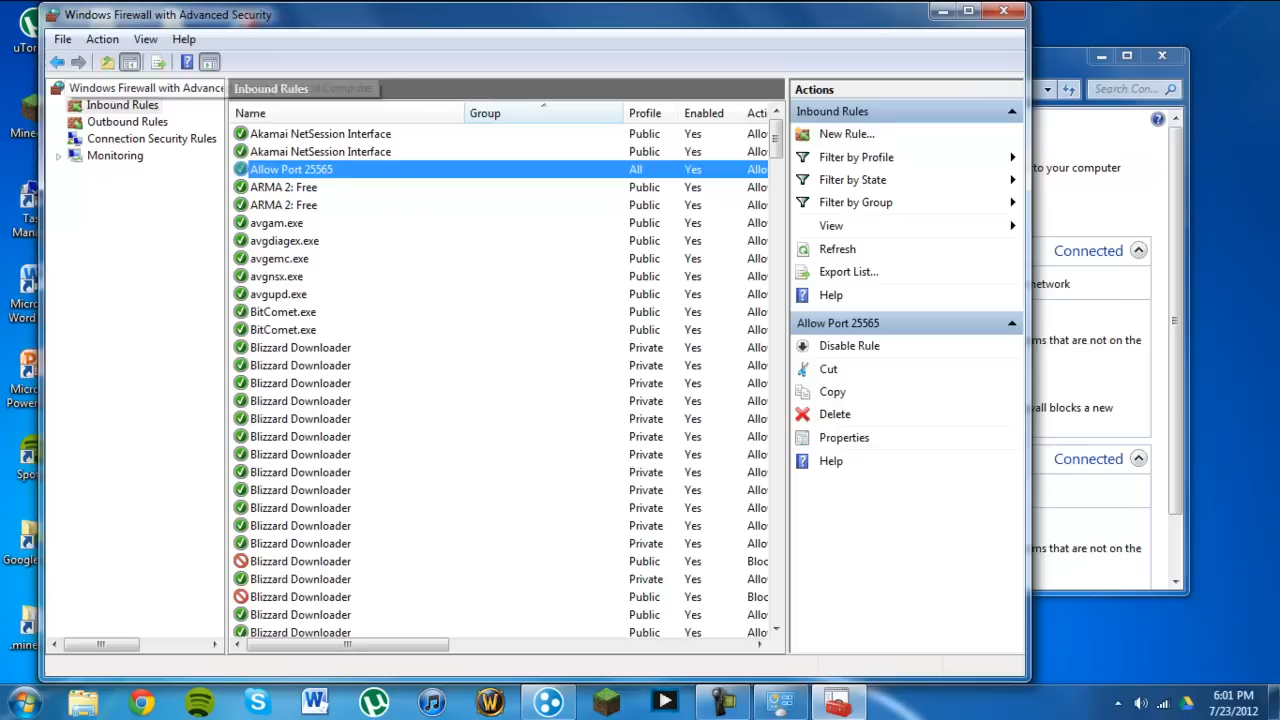 Windows Firewall with Advanced Security
File Action View Help
Windows Firewall with Advance
Inbound Rules
Outbound Rules
Connection Security Rules
Monitoring
Inbound Rules
Name Group Profile Enabled Acti
Akamai NetSession Interface Public Yes Allo
Akamai NetSession Interface Public Yes Allo
Allow Port 25565 All Yes Allo
ARMA 2: Free Public Yes Allo
ARMA 2: Free Public Yes Allo
avgam.exe Public Yes Allo
avgdiagex.exe Public Yes Allo
avgemc.exe Public Yes Allo
avgnsx.exe Public Yes Allo
avgupd.exe Public Yes Allo
BitComet.exe Public Yes Allo
BitComet.exe Public Yes Allo
Blizzard Downloader Private Yes Allo
Blizzard Downloader Private Yes Allo
Blizzard Downloader Private Yes Allo
Blizzard Downloader Private Yes Allo
Blizzard Downloader Private Yes Allo
Blizzard Downloader Private Yes Allo
Blizzard Downloader Private Yes Allo
Blizzard Downloader Private Yes Allo
Blizzard Downloader Private Yes Allo
Blizzard Downloader Private Yes Allo
Blizzard Downloader Private Yes Allo
Blizzard Downloader Private Yes Allo
Blizzard Downloader Public Yes Bloc
Blizzard Downloader Private Yes Allo
Blizzard Downloader Public Yes Bloc
Blizzard Downloader Public Yes Allo
Blizzard Downloader Public Yes Allo
Actions
Inbound Rules
New Rule...
Filter by Profile
Filter by State
Filter by Group
View
Refresh
Export List...
Help
Allow Port 25565
Disable Rule
Cut
Copy
Delete
Properties
Help
Search Con...
to your computer
Connected
network
ms that are not on the
wall blocks a new
Connected
ms that are not on the
uTor
Mine
Tas
Mana
Micro
Word
Micro
Powe
Spo
Google
.mine
6:01 PM
7/23/2012